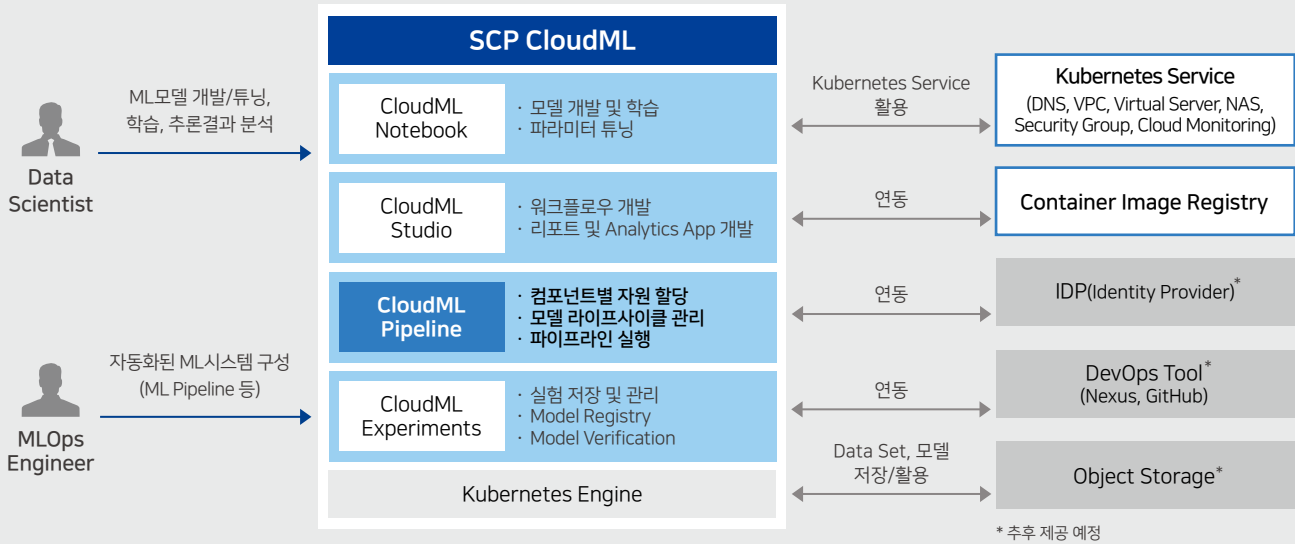 SCP CloudML
ML모델 개발/튜닝,
학습, 추론결과 분석
Data
Scientist
자동화된 ML시스템 구성
(ML Pipeline 등)
MLOps
Engineer
CloudML
Notebook
· 모델 개발 및 학습
· 파라미터 튜닝
CloudML
Studio
· 워크플로우 개발
· 리포트 및 Analytics App 개발
CloudML
Pipeline
· 컴포넌트별 자원 할당
· 모델 라이프사이클 관리
· 파이프라인 실행
CloudML
Experiments
· 실험 저장 및 관리
· Model Registry
· Model Verification
Kubernetes Engine
Kubernetes Service
활용
Kubernetes Service
(DNS, VPC, Virtual Server, NAS,
Security Group, Cloud Monitoring)
연동
Container Image Registry
연동
IDP(Identity Provider)*
연동
DevOps Tool*
(Nexus, GitHub)
Data Set, 모델
저장/활용
Object Storage*
* 추후 제공 예정